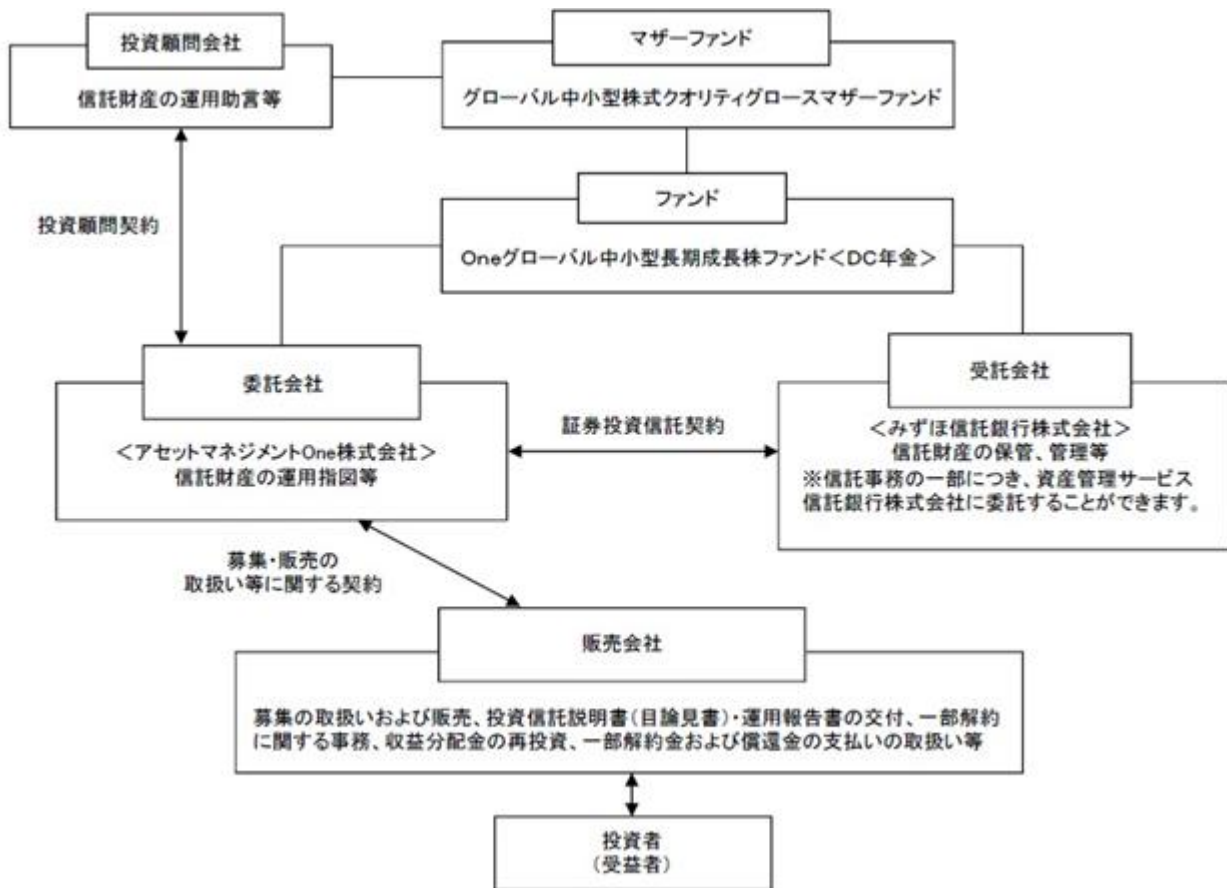 投資顧問会社
信託財産の運用助言等
マザーファンド
グローバル中小型株式クオリティグロースマザーファンド
ファンド
Oneグローバル中小型長期成長株ファンド<DC年金>
投資顧問契約
委託会社
<アセットマネジメントOne株式会社>
信託財産の運用指図等
証券投資信託契約
受託会社
<みずほ信託銀行株式会社>
信託財産の保管、管理等
※信託事務の一部につき、資産管理サービス
信託銀行株式会社に委託することができます。
募集・販売の
取扱い等に関する契約
販売会社
募集の取扱いおよび販売、投資信託説明書(目論見書)・運用報告書の交付、一部解約
に関する事務、収益分配金の再投資、一部解約金および償還金の支払いの取扱い等
投資者
(受益者)